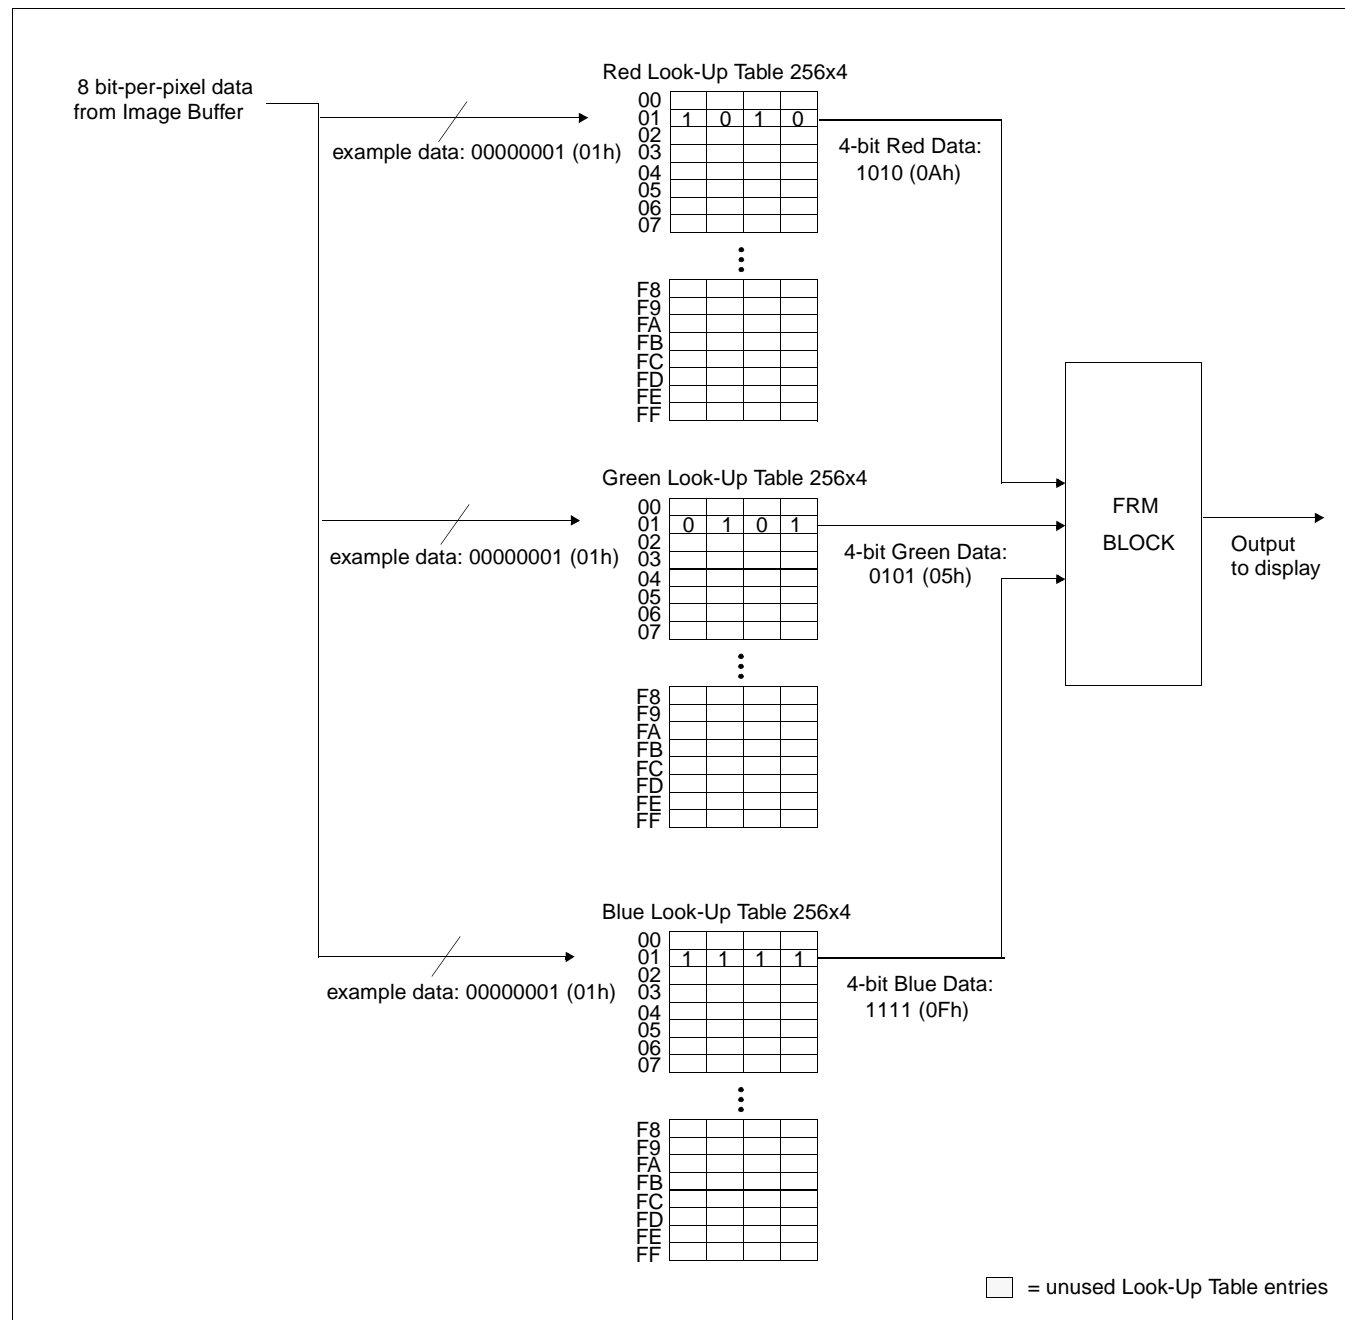 8 bit-per-pixel data
from Image Buffer
Red Look-Up Table 256x4
00
01 1 0 1 0
02
03
04
05
06
07
F8
F9
FA
FB
FC
FD
FE
FF
example data: 00000001 (01h)
4-bit Red Data:
1010 (0Ah)
Green Look-Up Table 256x4
00
01 0 1 0 1
02
03
04
05
06
07
F8
F9
FA
FB
FC
FD
FE
FF
example data: 00000001 (01h)
4-bit Green Data:
0101 (05h)
FRM
BLOCK
Output
to display
Blue Look-Up Table 256x4
00
01 1 1 1 1
02
03
04
05
06
07
F8
F9
FA
FB
FC
FD
FE
FF
example data: 00000001 (01h)
4-bit Blue Data:
1111 (0Fh)
= unused Look-Up Table entries